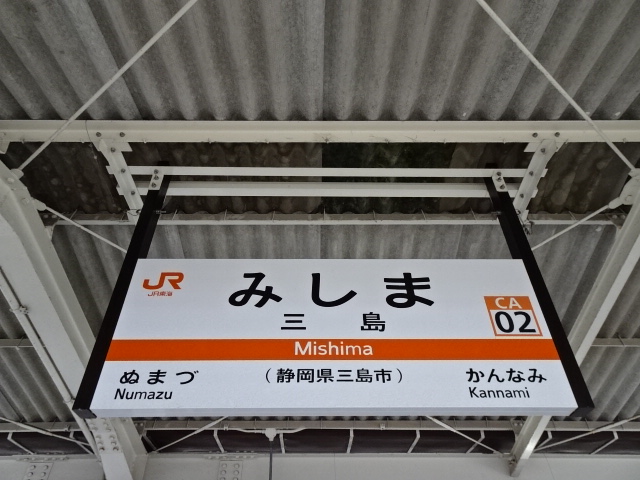 JR
JR東海
みしま
三島
CA
02
Mishima
ぬまづ
Numazu
（静岡県三島市）
かんなみ
Kannami